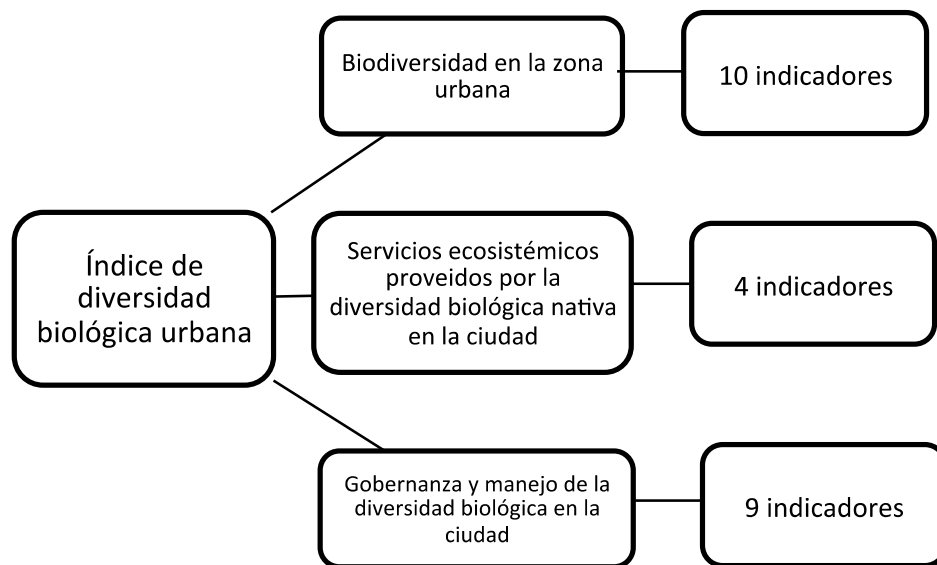 Biodiversidad en la zona
urbana
10 indicadores
Índice de
diversidad
biológica urbana
Servicios ecosistémicos
proveidos por la
diversidad biológica nativa
en la ciudad
4 indicadores
Gobernanza y manejo de la
diversidad biológica en la
ciudad
9 indicadores